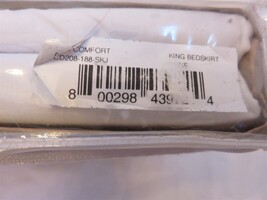 COMFORT
CD208-188-SKJ KING BEDSKIRT
8 00298 439 4